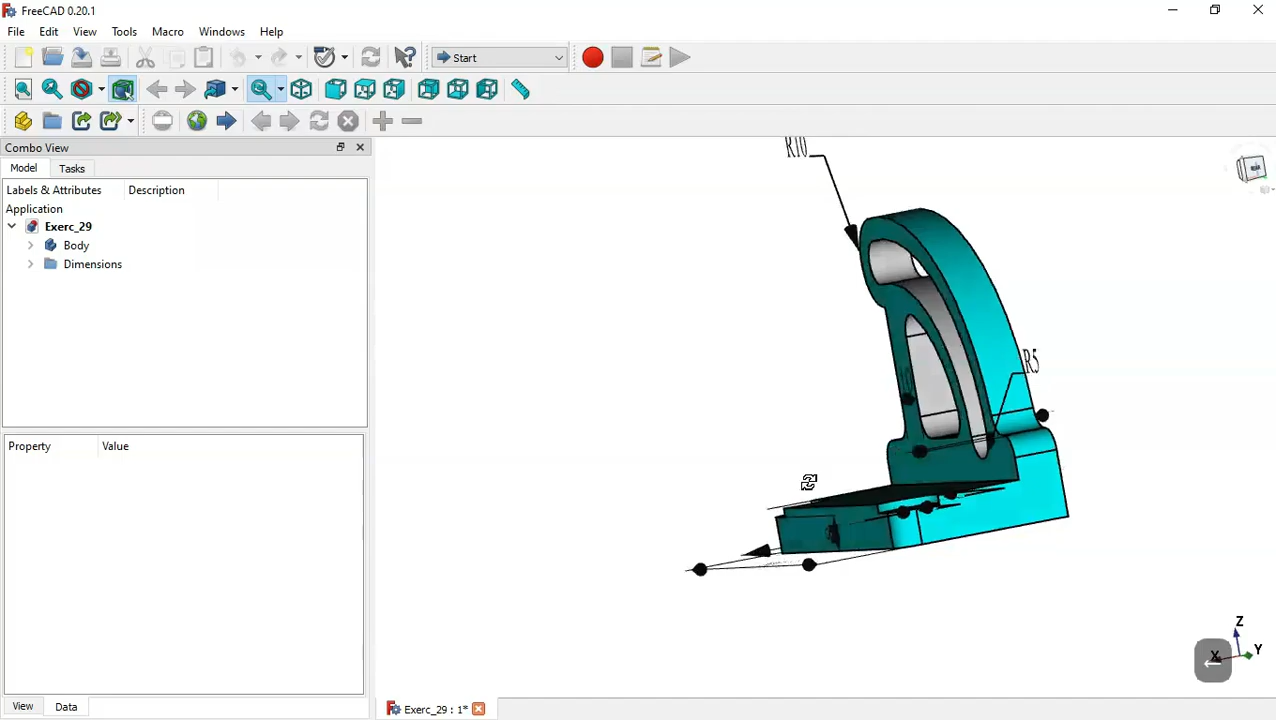 FreeCAD 0.20.1
File Edit View Tools Macro Windows Help
Start
Combo View
Model Tasks
Labels & Attributes Description
Application
Exerc_29
Body
Dimensions
Property Value
View Data
R10
R5
Exerc_29 : 1*
Z
Y
X